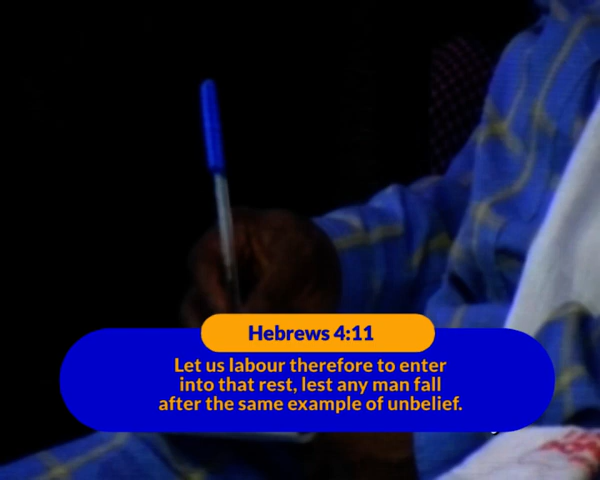 Hebrews 4:11
Let us labour therefore to enter
into that rest, lest any man fall
after the same example of unbelief.